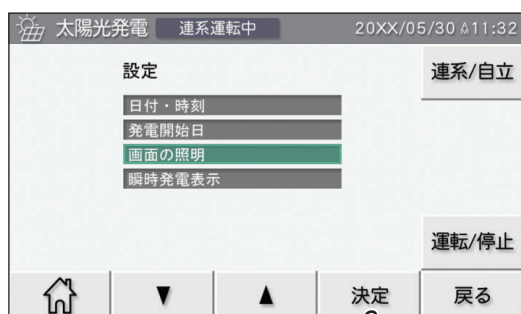 太陽光発電 連系運転中 20XX/05/30 11:32
設定
連系/自立
日付・時刻
発電開始日
画面の照明
瞬時発電表示
運転/停止
▼ ▲ 決定 戻る